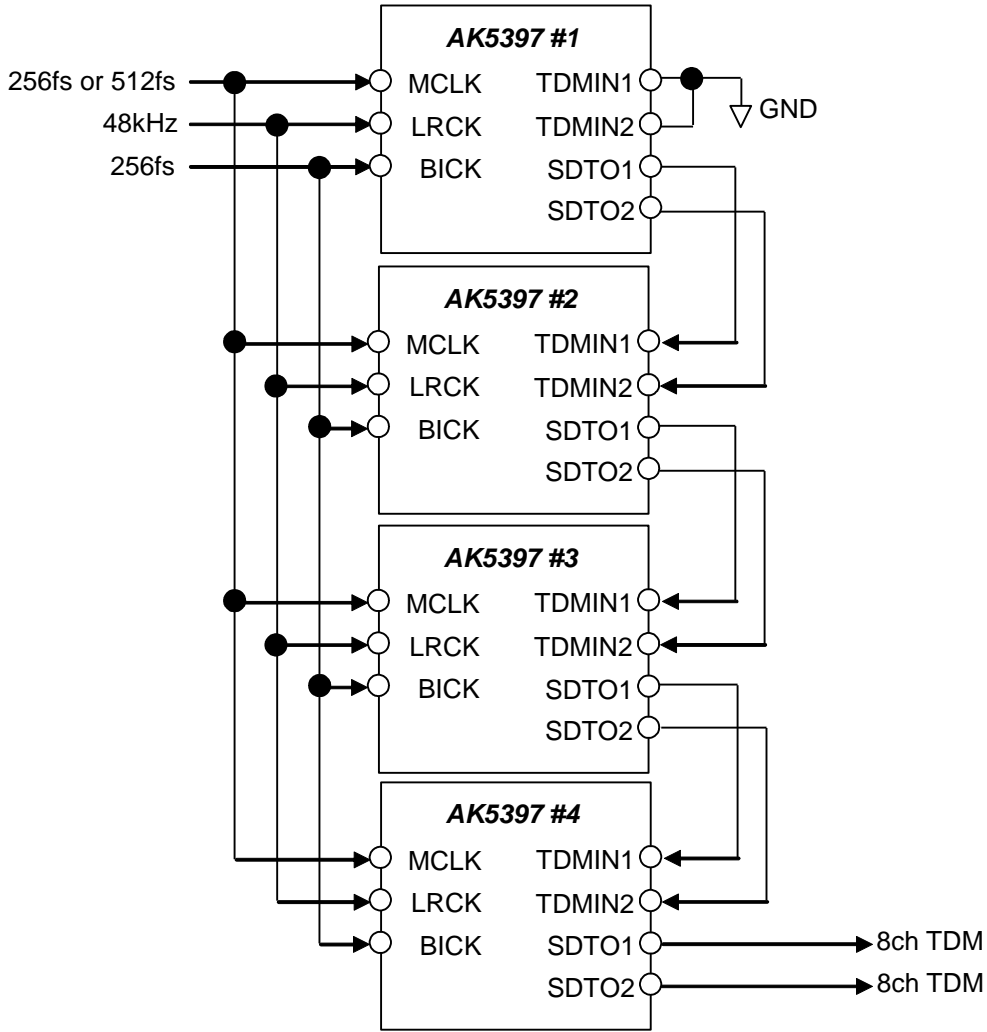 AK5397 #1
256fs or 512fs
MCLK
TDMIN1
GND
48kHz
LRCK
TDMIN2
256fs
BICK
SDTO1
SDTO2
AK5397 #2
MCLK
TDMIN1
LRCK
TDMIN2
BICK
SDTO1
SDTO2
AK5397 #3
MCLK
TDMIN1
LRCK
TDMIN2
BICK
SDTO1
SDTO2
AK5397 #4
MCLK
TDMIN1
LRCK
TDMIN2
BICK
SDTO1
8ch TDM
SDTO2
8ch TDM